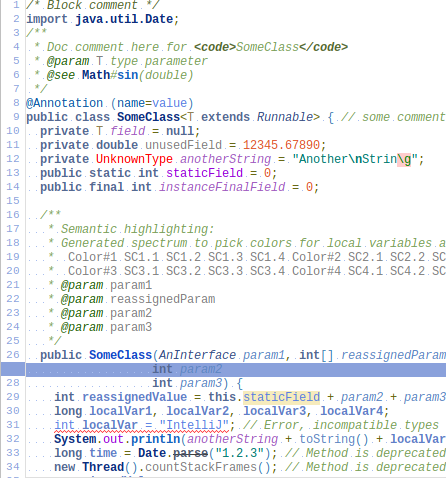 1 /* Block comment */
2 import java.util.Date;
3 /**
4 * Doc comment here for <code>SomeClass</code>
5 * @param T type parameter
6 * @see Math#sin(double)
7 */
8 @Annotation (name=value)
9 public class SomeClass<T extends Runnable> { // some comment
10 private T field = null;
11 private double unusedField = 12345.67890;
12 private UnknownType anotherString = "Another\nStrin\g";
13 public static int staticField = 0;
14 public final int instanceFinalField = 0;
15
16 /**
17 * Semantic highlighting:
18 * Generated spectrum to pick colors for local variables a
19 * Color#1 SC1.1 SC1.2 SC1.3 SC1.4 Color#2 SC2.1 SC2.2 SC
20 * Color#3 SC3.1 SC3.2 SC3.3 SC3.4 Color#4 SC4.1 SC4.2 SC
21 * @param param1
22 * @param reassignedParam
23 * @param param2
24 * @param param3
25 */
26 public SomeClass(AnInterface param1, int[] reassignedParam
int param2
28 int param3) {
29 int reassignedValue = this.staticField + param2 + param3
30 long localVar1, localVar2, localVar3, localVar4;
31 int localVar = "IntelliJ"; // Error, incompatible types
32 System.out.println(anotherString + toString() + localVar
33 long time = Date.parse("1.2.3"); // Method is deprecated
34 new Thread().countStackFrames(); // Method is deprecated